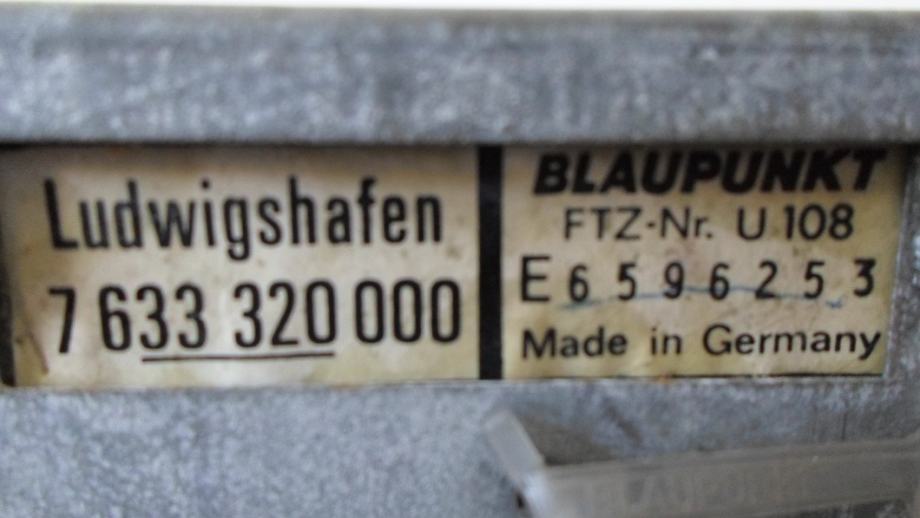 Ludwigshafen
7 633 320 000
BLAUPUNKT
FTZ-Nr. U 108
E 6 5 9 6 2 5 3
Made in Germany
BLAUPUNKT